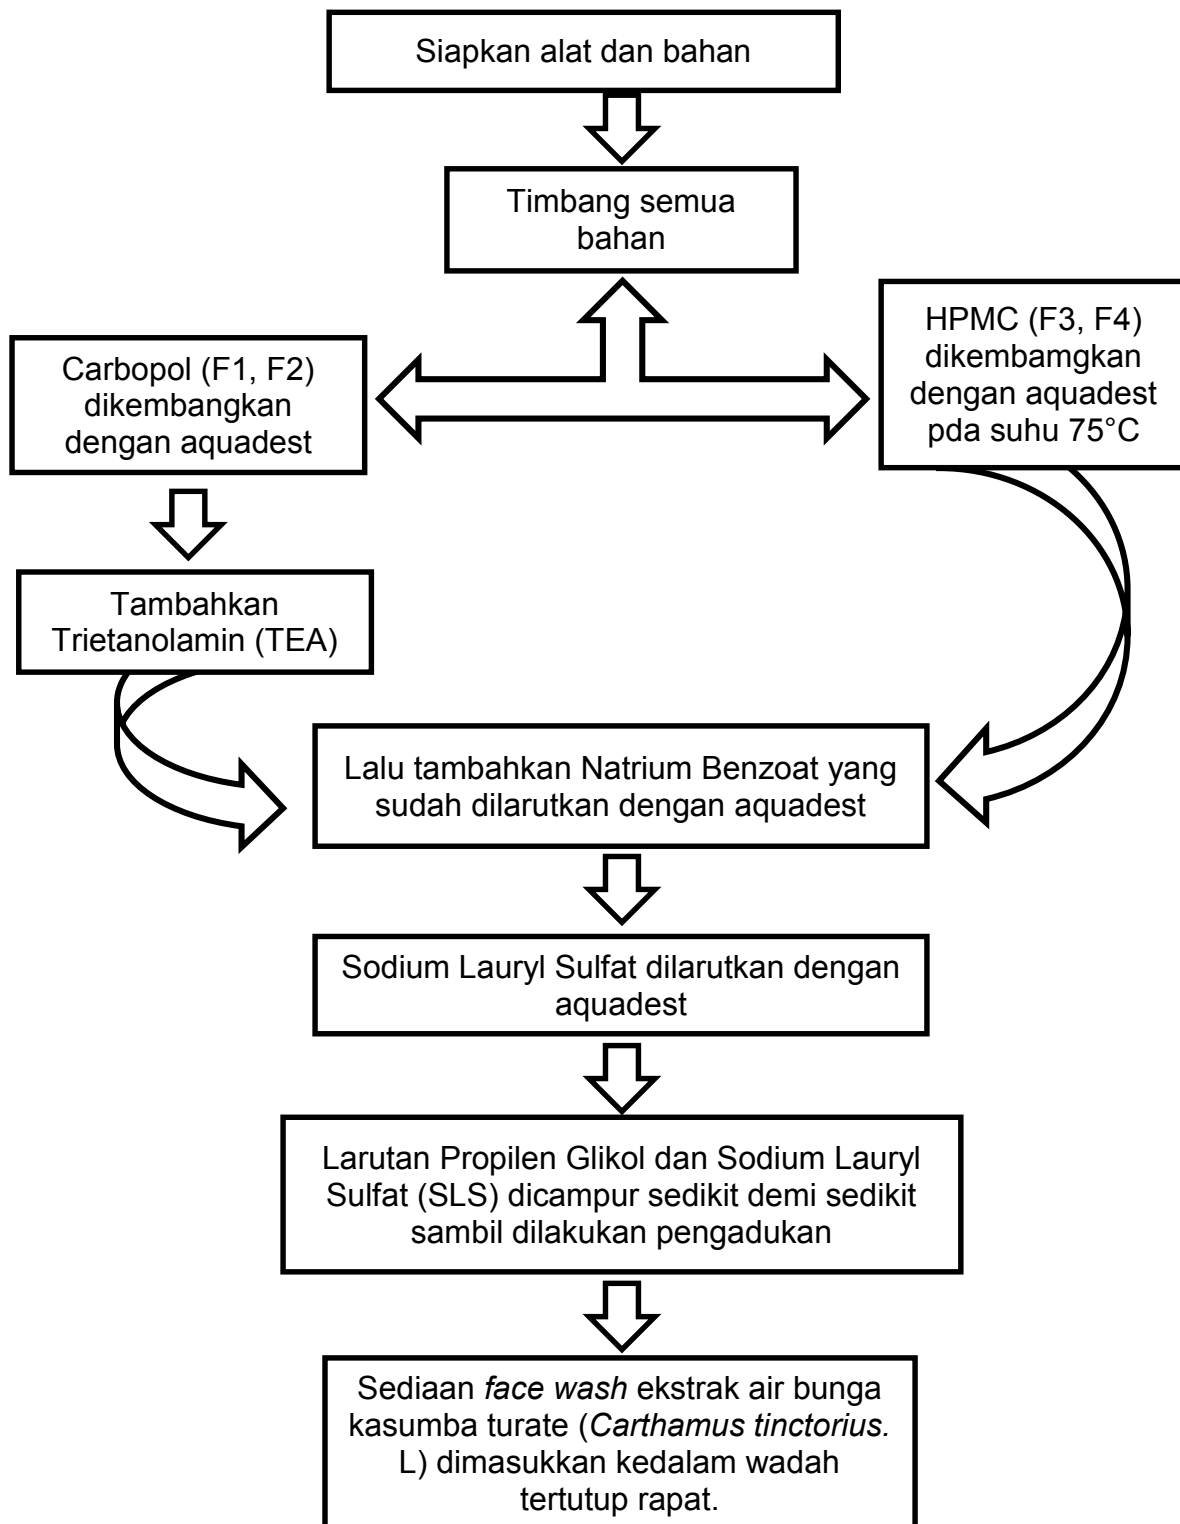 Siapkan alat dan bahan
Timbang semua
bahan
Carbopol (F1, F2)
dikembangkan
dengan aquadest
HPMC (F3, F4)
dikembamgkan
dengan aquadest
pda suhu 75°C
Tambahkan
Trietanolamin (TEA)
Lalu tambahkan Natrium Benzoat yang
sudah dilarutkan dengan aquadest
Sodium Lauryl Sulfat dilarutkan dengan
aquadest
Larutan Propilen Glikol dan Sodium Lauryl
Sulfat (SLS) dicampur sedikit demi sedikit
sambil dilakukan pengadukan
Sediaan face wash ekstrak air bunga
kasumba turate (Carthamus tinctorius.
L) dimasukkan kedalam wadah
tertutup rapat.